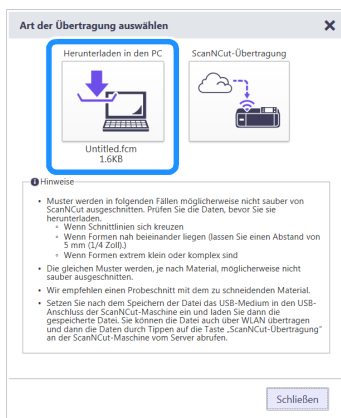 Art der Übertragung auswählen
Herunterladen in den PC
ScanNCut-Übertragung
Untitled.fcm
1.6KB
Hinweise
• Muster werden in folgenden Fällen möglicherweise nicht sauber von
ScanNCut ausgeschnitten. Prüfen Sie die Daten, bevor Sie sie
herunterladen.
◦ Wenn Schnittlinien sich kreuzen
◦ Wenn Formen nah beieinander liegen (lassen Sie einen Abstand von
5 mm (1/4 Zoll).)
◦ Wenn Formen extrem klein oder komplex sind
• Die gleichen Muster werden, je nach Material, möglicherweise nicht
sauber ausgeschnitten.
• Wir empfehlen einen Probeschnitt mit dem zu schneidenden Material.
• Setzen Sie nach dem Speichern der Datei das USB-Medium in den USB-
Anschluss der ScanNCut-Maschine ein und laden Sie dann die
gespeicherte Datei. Sie können die Datei auch über WLAN übertragen
und dann die Daten durch Tippen auf die Taste „ScanNCut-Übertragung"
an der ScanNCut-Maschine vom Server abrufen.
Schließen